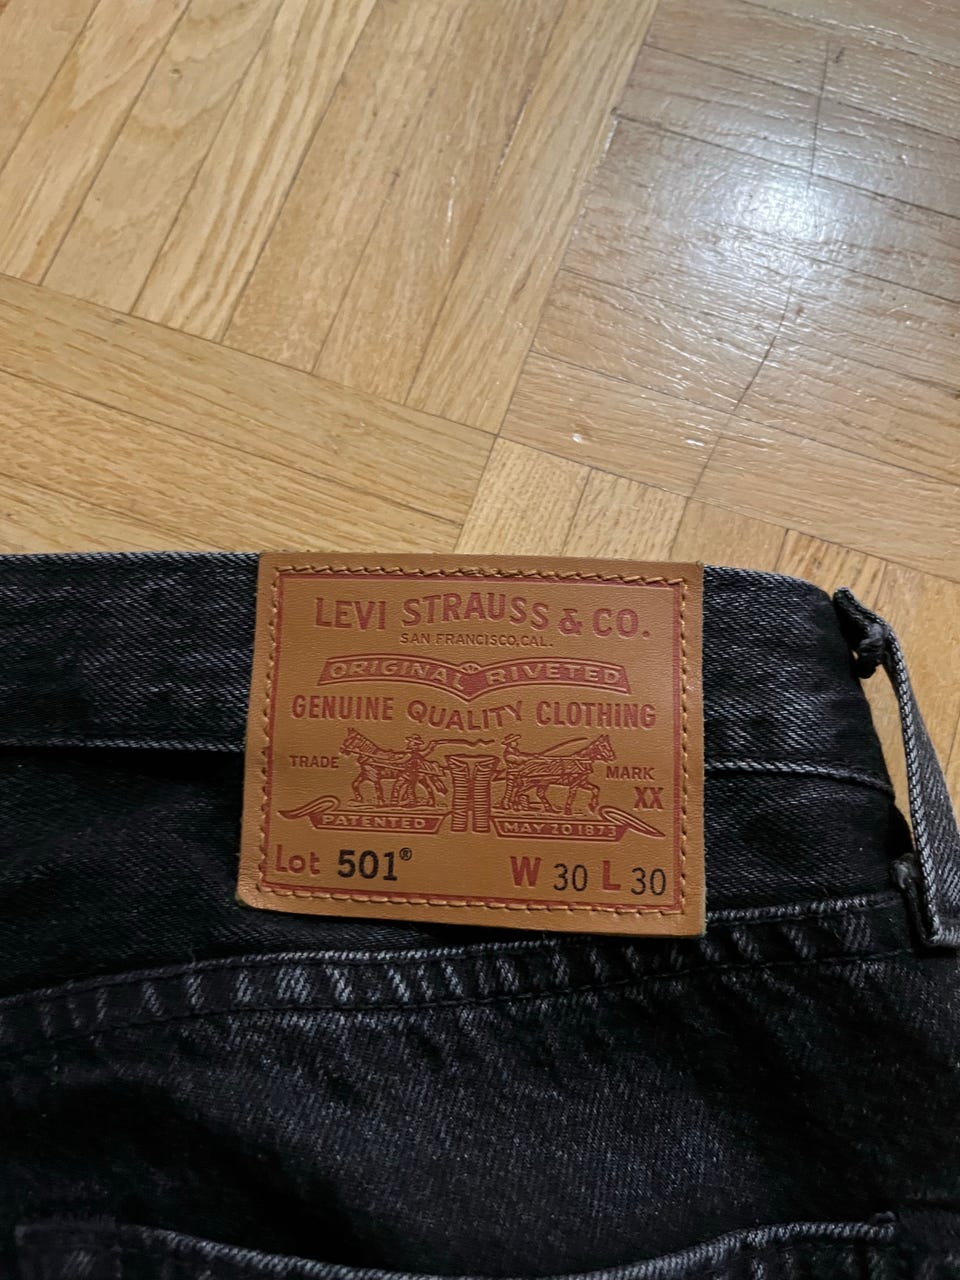 LEVI STRAUSS & CO.
SAN FRANCISCO, CAL.
ORIGINAL RIVETED
GENUINE QUALITY CLOTHING
TRADE MARK
XX
PATENTED MAY 20 1873
Lot 501® W 30 L 30